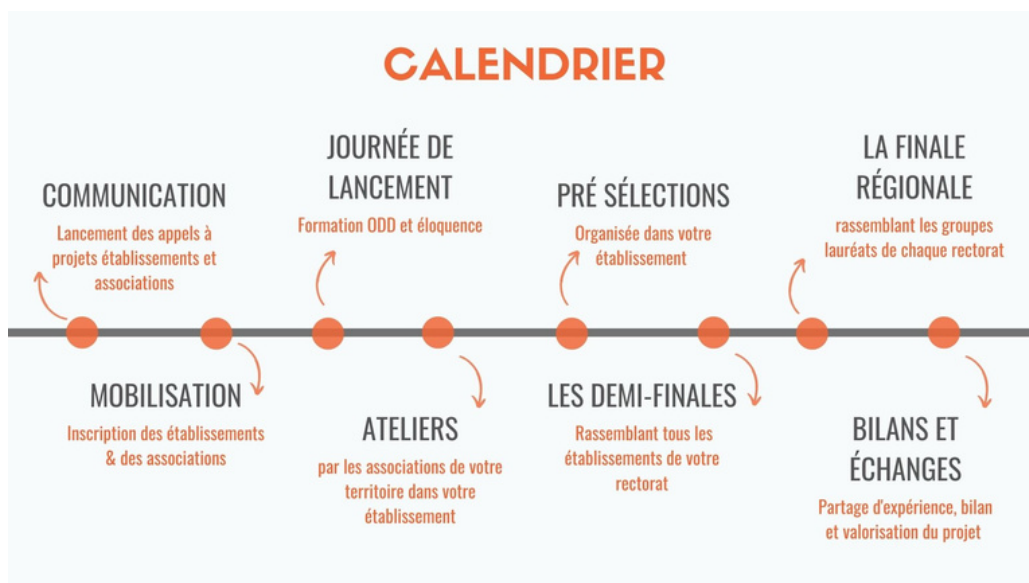 CALENDRIER
COMMUNICATION
Lancement des appels à
projets établissements et
associations
MOBILISATION
Inscription des établissements
& des associations
JOURNÉE DE
LANCEMENT
Formation ODD et éloquence
ATELIERS
par les associations de votre
territoire dans votre
établissement
PRÉ SÉLECTIONS
Organisée dans votre
établissement
LES DEMI-FINALES
Rassemblant tous les
établissements de votre
rectorat
LA FINALE
RÉGIONALE
rassemblant les groupes
lauréats de chaque rectorat
BILANS ET
ÉCHANGES
Partage d'expérience, bilan
et valorisation du projet